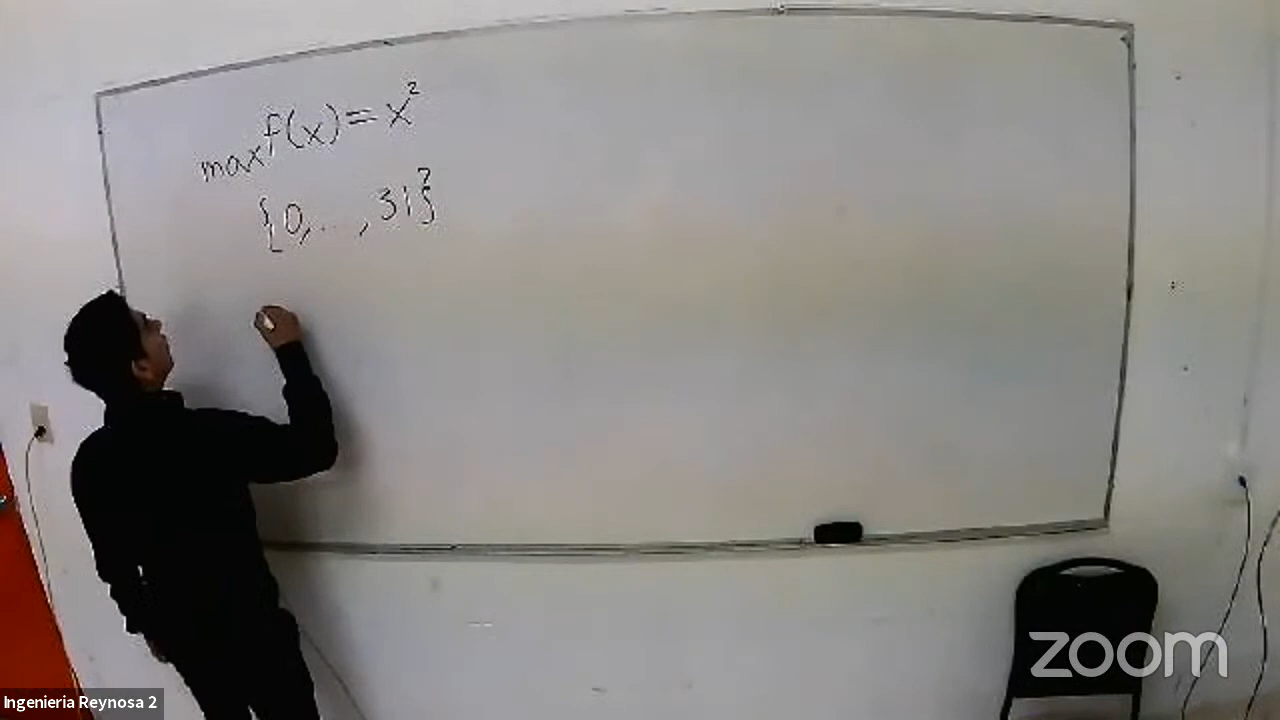 max f(x) = x²
{0, .. , 31}
zoom
Ingenieria Reynosa 2